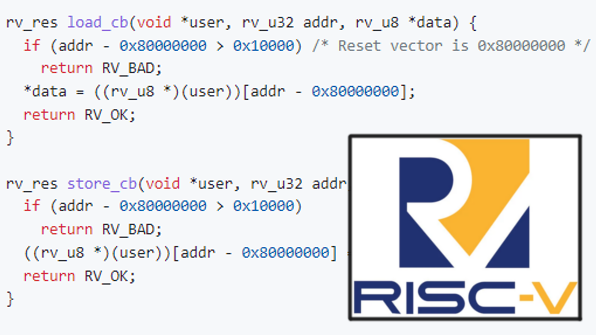 rv_res load_cb(void *user, rv_u32 addr, rv_u8 *data) {
  if (addr - 0x80000000 > 0x10000) /* Reset vector is 0x80000000 */
    return RV_BAD;
  *data = ((rv_u8 *)(user))[addr - 0x80000000];
  return RV_OK;
}
rv_res store_cb(void *user, rv_u32 addr
  if (addr - 0x80000000 > 0x10000)
    return RV_BAD;
  ((rv_u8 *)(user))[addr - 0x80000000] =
  return RV_OK;
}
RISC-V